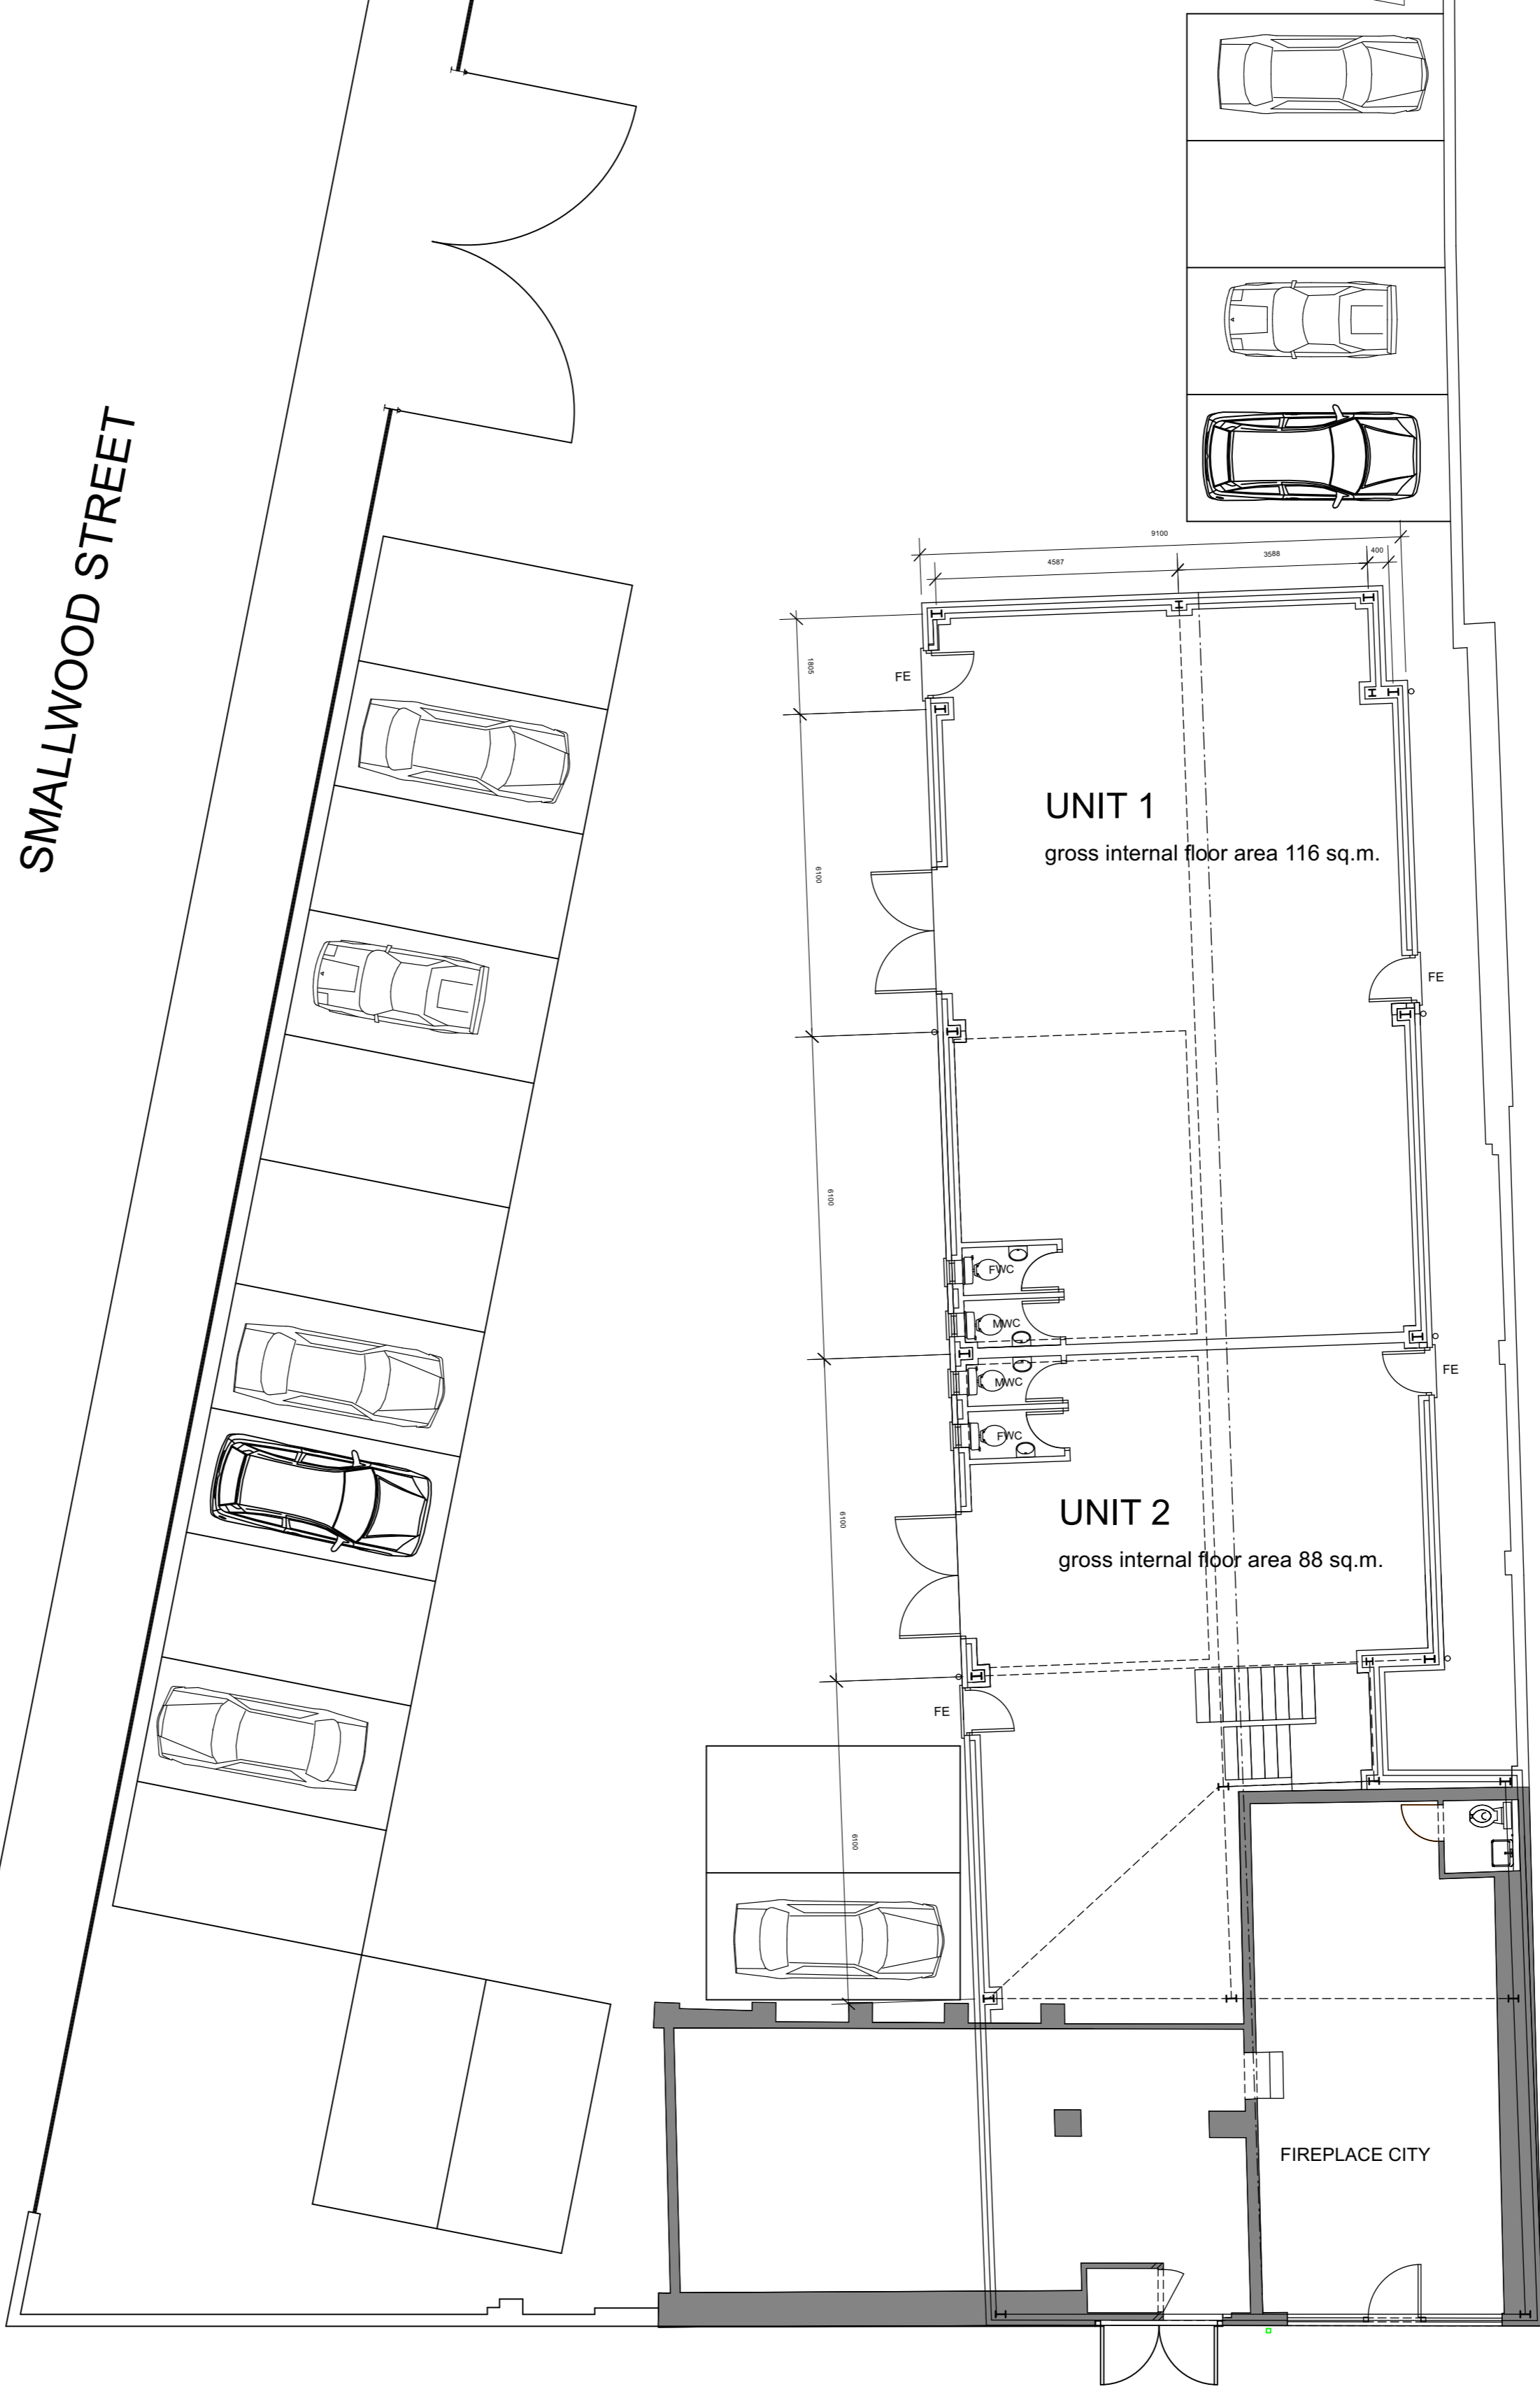 SMALLWOOD STREET
9100
4587
3588
400
1805
FE
UNIT 1
gross internal floor area 116 sq.m.
6100
FE
6100
FWC
MWC
FE
MWC
FWC
UNIT 2
6100
gross internal floor area 88 sq.m.
FE
6100
FIREPLACE CITY